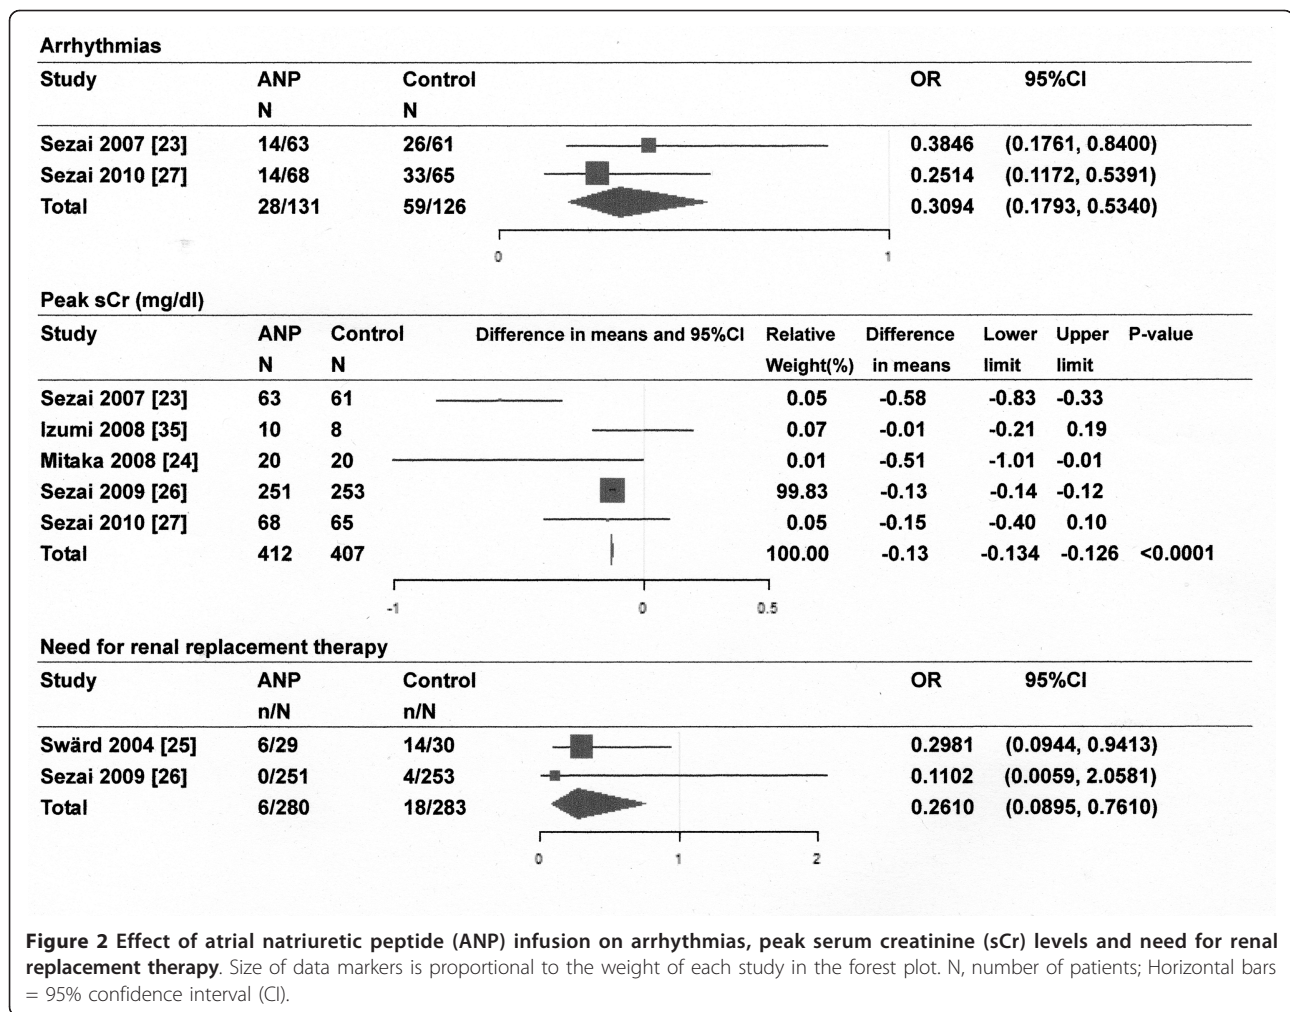 Arrhythmias
Study ANP Control OR 95%CI
N N
Sezai 2007 [23] 14/63 26/61 0.3846 (0.1761, 0.8400)
Sezai 2010 [27] 14/68 33/65 0.2514 (0.1172, 0.5391)
Total 28/131 59/126 0.3094 (0.1793, 0.5340)
0 1
Peak sCr (mg/dl)
Study ANP Control Difference in means and 95%CI Relative Difference Lower Upper P-value
N N Weight(%) in means limit limit
Sezai 2007 [23] 63 61 0.05 -0.58 -0.83 -0.33
Izumi 2008 [35] 10 8 0.07 -0.01 -0.21 0.19
Mitaka 2008 [24] 20 20 0.01 -0.51 -1.01 -0.01
Sezai 2009 [26] 251 253 99.83 -0.13 -0.14 -0.12
Sezai 2010 [27] 68 65 0.05 -0.15 -0.40 0.10
Total 412 407 100.00 -0.13 -0.134 -0.126 <0.0001
-1 0 0.5
Need for renal replacement therapy
Study ANP Control OR 95%CI
n/N n/N
Swärd 2004 [25] 6/29 14/30 0.2981 (0.0944, 0.9413)
Sezai 2009 [26] 0/251 4/253 0.1102 (0.0059, 2.0581)
Total 6/280 18/283 0.2610 (0.0895, 0.7610)
0 1 2
Figure 2 Effect of atrial natriuretic peptide (ANP) infusion on arrhythmias, peak serum creatinine (sCr) levels and need for renal
replacement therapy. Size of data markers is proportional to the weight of each study in the forest plot. N, number of patients; Horizontal bars
= 95% confidence interval (CI).